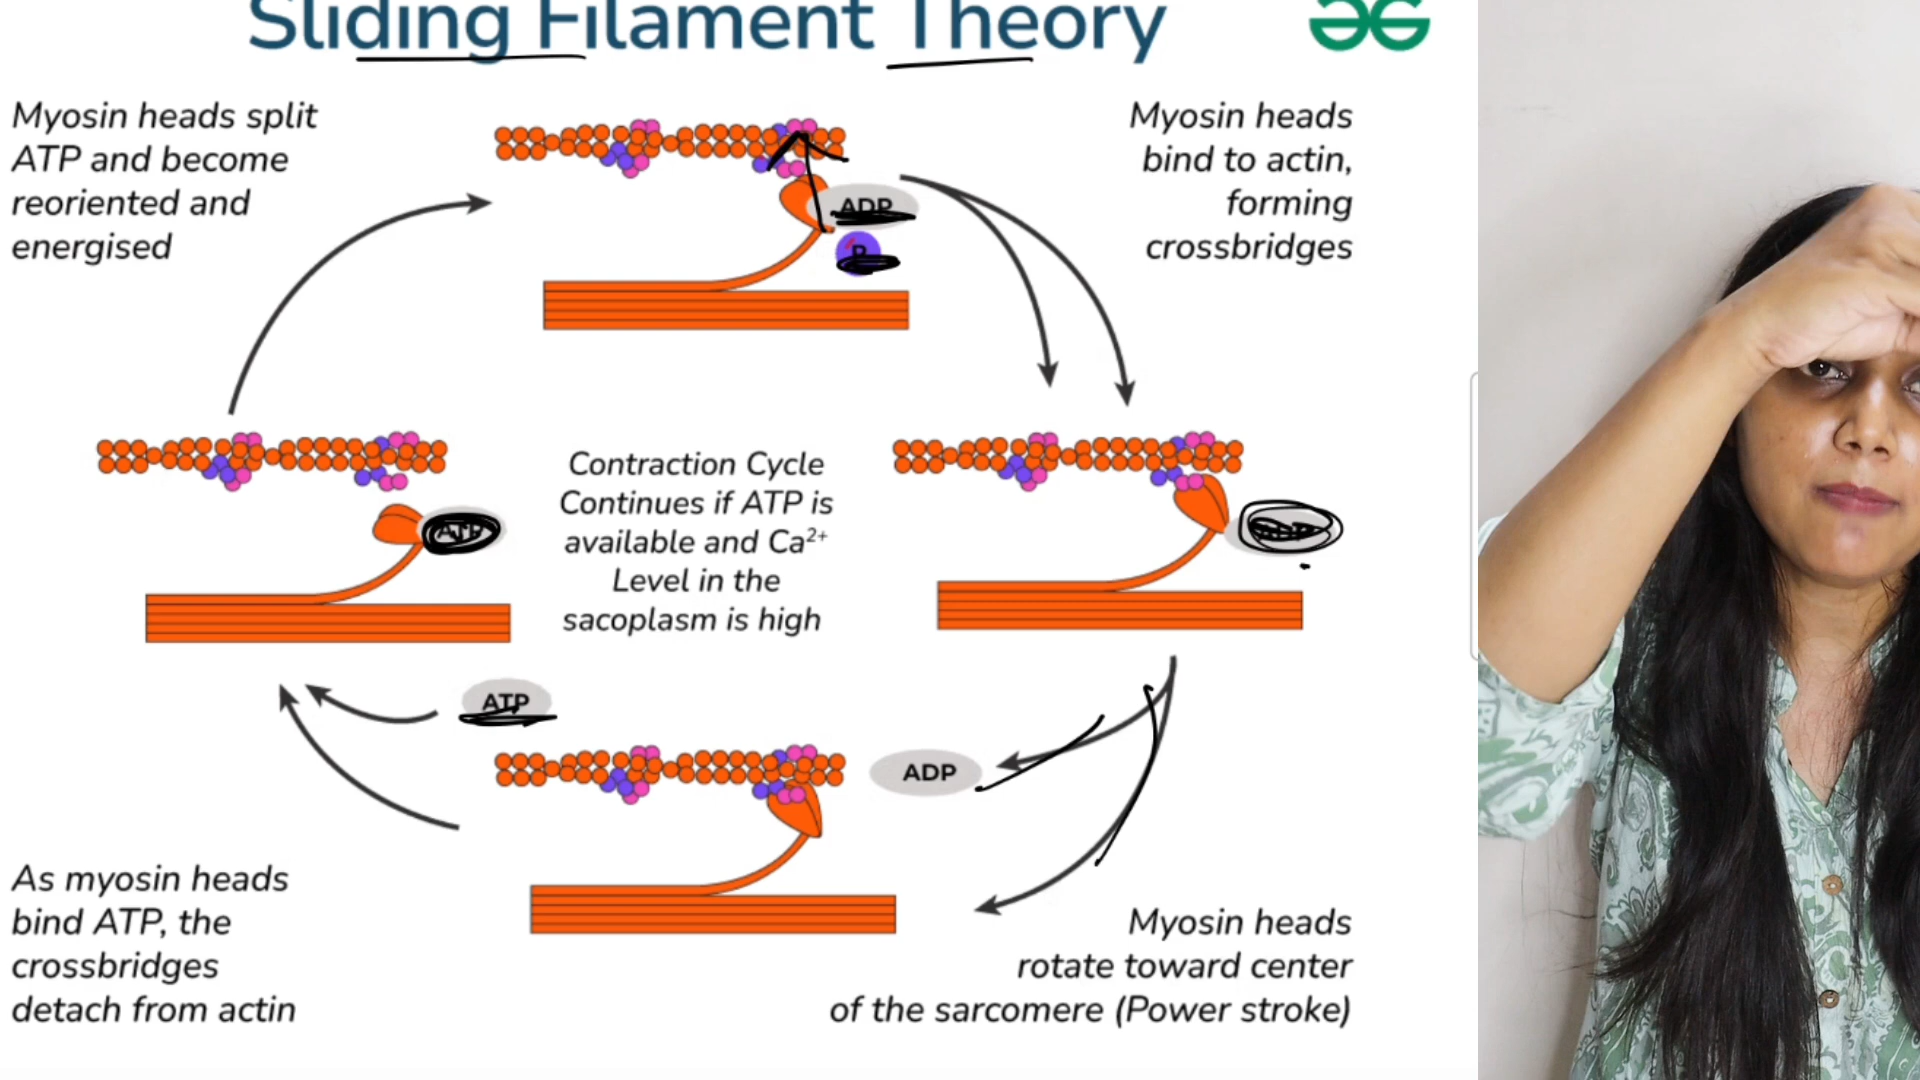 Sliding Filament Theory
Myosin heads split
ATP and become
reoriented and
energised
ADP
P
Myosin heads
bind to actin,
forming
crossbridges
ATP
Contraction Cycle
Continues if ATP is
available and Ca²⁺
Level in the
sacoplasm is high
ATP
ADP
As myosin heads
bind ATP, the
crossbridges
detach from actin
Myosin heads
rotate toward center
of the sarcomere (Power stroke)